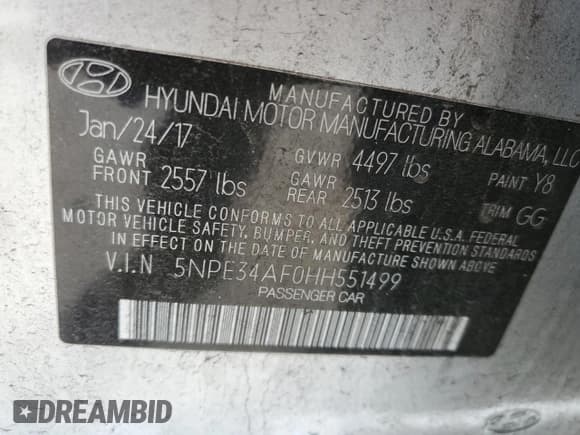 MANUFACTURED BY
HYUNDAI MOTOR MANUFACTURING ALABAMA, LLC
Jan/24/17
GAWR FRONT 2557 lbs
GVWR 4497 lbs
GAWR REAR 2513 lbs
PAINT Y8
TRIM GG
THIS VEHICLE CONFORMS TO ALL APPLICABLE U.S.A FEDERAL
MOTOR VEHICLE SAFETY, BUMPER, AND THEFT PREVENTION STANDARDS
IN EFFECT ON THE DATE OF MANUFACTURE SHOWN ABOVE.
V.I.N 5NPE34AF0HH551499
PASSENGER CAR
DREAMBID